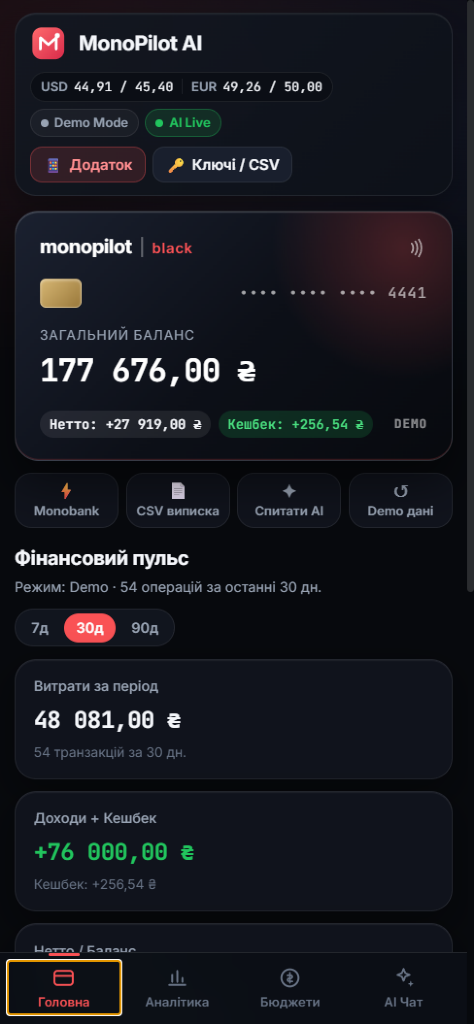 MonoPilot AI
USD 44,91 / 45,40 EUR 49,26 / 50,00
Demo Mode AI Live
Додаток Ключі / CSV
monopilot | black
•••• •••• •••• 4441
ЗАГАЛЬНИЙ БАЛАНС
177 676,00 ₴
Нетто: +27 919,00 ₴ Кешбек: +256,54 ₴ DEMO
Monobank CSV виписка Спитати AI Demo дані
Фінансовий пульс
Режим: Demo · 54 операцій за останні 30 дн.
7д 30д 90д
Витрати за період
48 081,00 ₴
54 транзакцій за 30 дн.
Доходи + Кешбек
+76 000,00 ₴
Кешбек: +256,54 ₴
Нетто / Баланс
Головна Аналітика Бюджети AI Чат